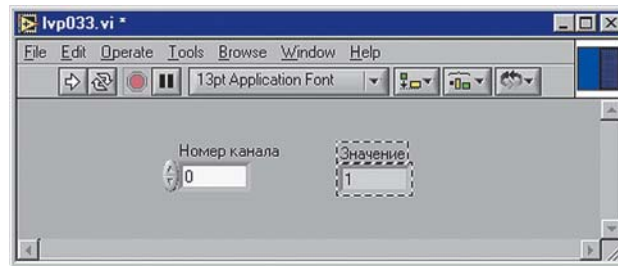 lvp033.vi *
File Edit Operate Tools Browse Window Help
13pt Application Font
Номер канала
Значение
0
1